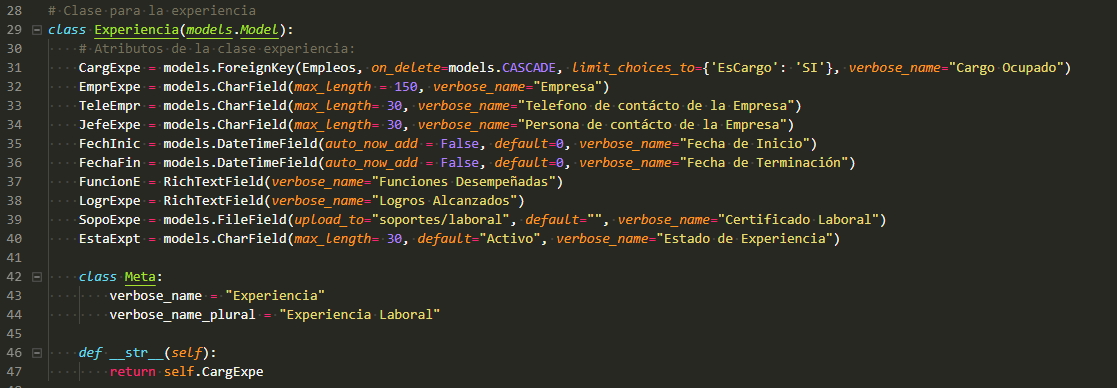 28 # Clase para la experiencia
29 class Experiencia(models.Model):
30     # Atributos de la clase experiencia:
31     CargExpe = models.ForeignKey(Empleos, on_delete=models.CASCADE, limit_choices_to={'EsCargo': 'SI'}, verbose_name="Cargo Ocupado")
32     EmprExpe = models.CharField(max_length = 150, verbose_name="Empresa")
33     TeleEmpr = models.CharField(max_length= 30, verbose_name="Telefono de contácto de la Empresa")
34     JefeExpe = models.CharField(max_length= 30, verbose_name="Persona de contácto de la Empresa")
35     FechInic = models.DateTimeField(auto_now_add = False, default=0, verbose_name="Fecha de Inicio")
36     FechaFin = models.DateTimeField(auto_now_add = False, default=0, verbose_name="Fecha de Terminación")
37     FuncionE = RichTextField(verbose_name="Funciones Desempeñadas")
38     LogrExpe = RichTextField(verbose_name="Logros Alcanzados")
39     SopoExpe = models.FileField(upload_to="soportes/laboral", default="", verbose_name="Certificado Laboral")
40     EstaExpt = models.CharField(max_length= 30, default="Activo", verbose_name="Estado de Experiencia")
41
42     class Meta:
43         verbose_name = "Experiencia"
44         verbose_name_plural = "Experiencia Laboral"
45
46     def __str__(self):
47         return self.CargExpe